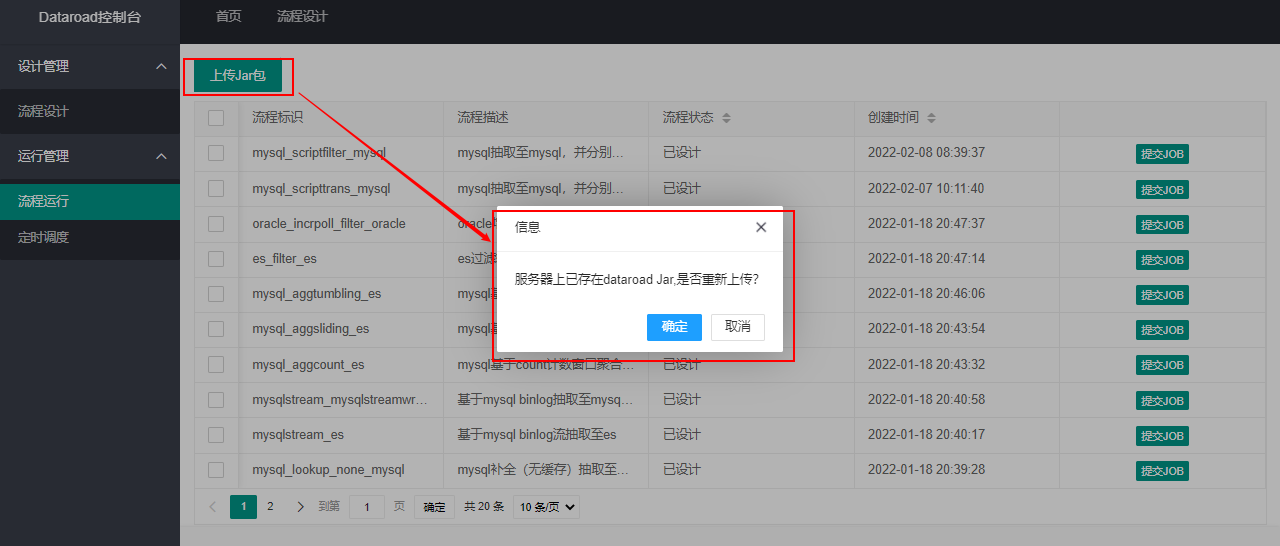 Dataroad控制台
首页 流程设计
设计管理
流程设计
运行管理
流程运行
定时调度
上传Jar包
流程标识 流程描述 流程状态 创建时间
mysql_scriptfilter_mysql mysql抽取至mysql，并分别… 已设计 2022-02-08 08:39:37 提交JOB
mysql_scripttrans_mysql mysql抽取至mysql，并分别… 已设计 2022-02-07 10:11:40 提交JOB
oracle_incrpoll_filter_oracle oracle 2022-01-18 20:47:37 提交JOB
es_filter_es es过滤 2022-01-18 20:47:14 提交JOB
mysql_aggtumbling_es mysql基 2022-01-18 20:46:06 提交JOB
mysql_aggsliding_es mysql基 2022-01-18 20:43:54 提交JOB
mysql_aggcount_es mysql基于count计数窗口聚合… 已设计 2022-01-18 20:43:32 提交JOB
mysqlstream_mysqlstreamwr… 基于mysql binlog抽取至mysq… 已设计 2022-01-18 20:40:58 提交JOB
mysqlstream_es 基于mysql binlog流抽取至es 已设计 2022-01-18 20:40:17 提交JOB
mysql_lookup_none_mysql mysql补全（无缓存）抽取至… 已设计 2022-01-18 20:39:28 提交JOB
1 2 到第 1 页 确定 共 20 条 10 条/页
信息
服务器上已存在dataroad Jar,是否重新上传?
确定 取消